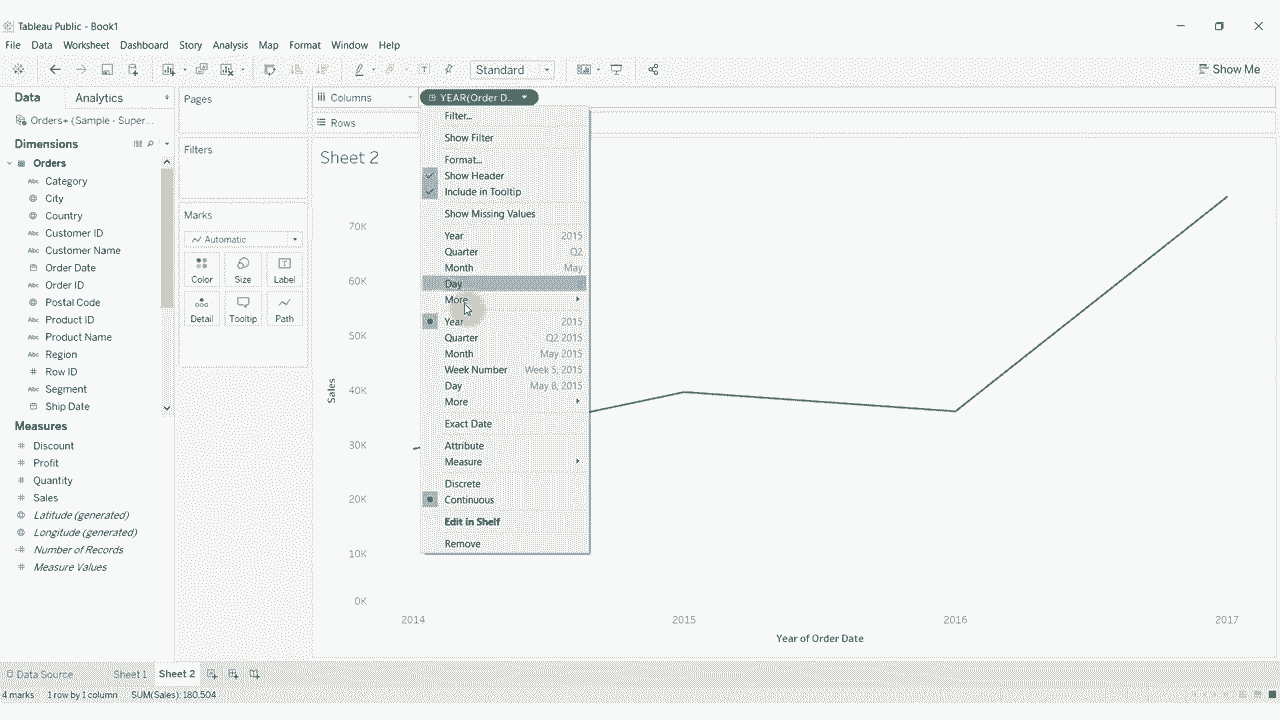 Tableau Public - Book1
File Data Worksheet Dashboard Story Analysis Map Format Window Help
Standard
Show Me
Data Analytics
Orders+ (Sample - Super...
Dimensions
Orders
Abc Category
City
Country
Abc Customer ID
Abc Customer Name
Order Date
Abc Order ID
Postal Code
Abc Product ID
Abc Product Name
Abc Region
# Row ID
Abc Segment
Ship Date
Measures
# Discount
# Profit
# Quantity
# Sales
Latitude (generated)
Longitude (generated)
Number of Records
# Measure Values
Pages
Filters
Marks
Automatic
Color Size Label
Detail Tooltip Path
Columns
YEAR(Order D..
Rows
Sheet 2
Filter...
Show Filter
Format...
Show Header
Include in Tooltip
Show Missing Values
Year 2015
Quarter Q2
Month May
Day
More
Year 2015
Quarter Q2 2015
Month May 2015
Week Number Week 5, 2015
Day May 8, 2015
More
Exact Date
Attribute
Measure
Discrete
Continuous
Edit in Shelf
Remove
70K
60K
50K
40K
30K
20K
10K
0K
Sales
2014 2015 2016 2017
Year of Order Date
Data Source Sheet 1 Sheet 2
4 marks 1 row by 1 column SUM(Sales): 180,504